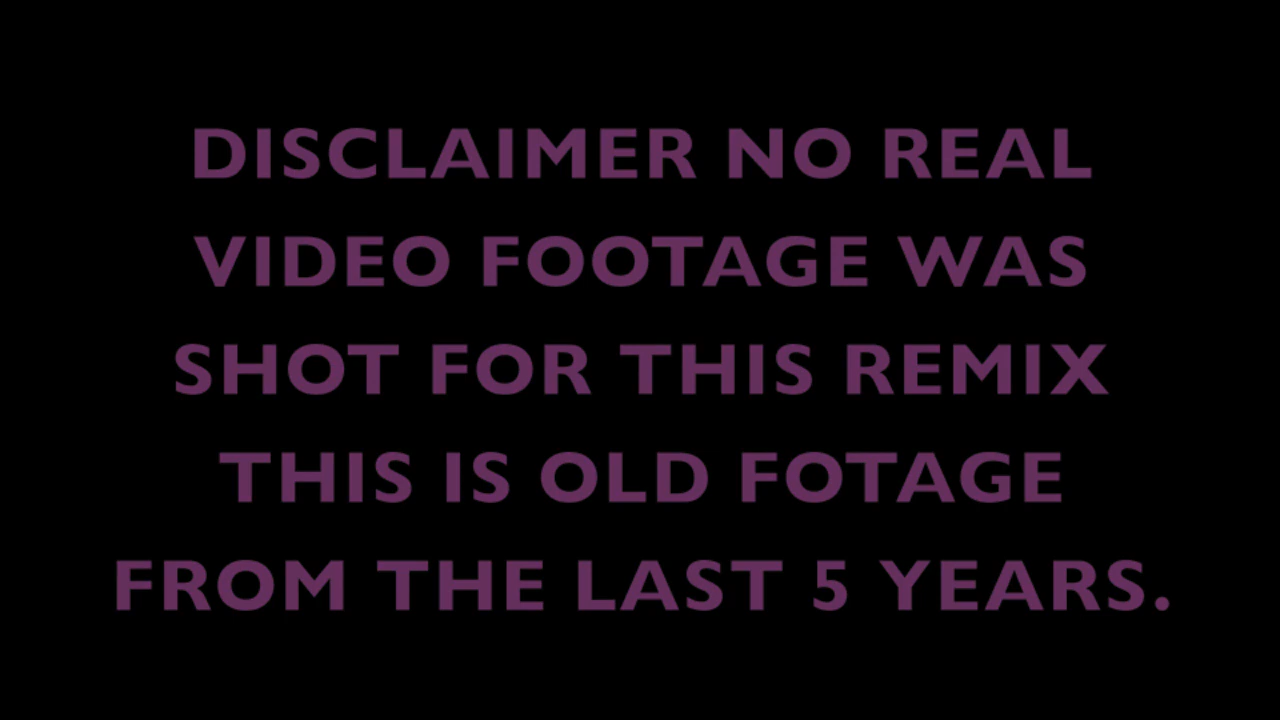 DISCLAIMER NO REAL
VIDEO FOOTAGE WAS
SHOT FOR THIS REMIX
THIS IS OLD FOTAGE
FROM THE LAST 5 YEARS.